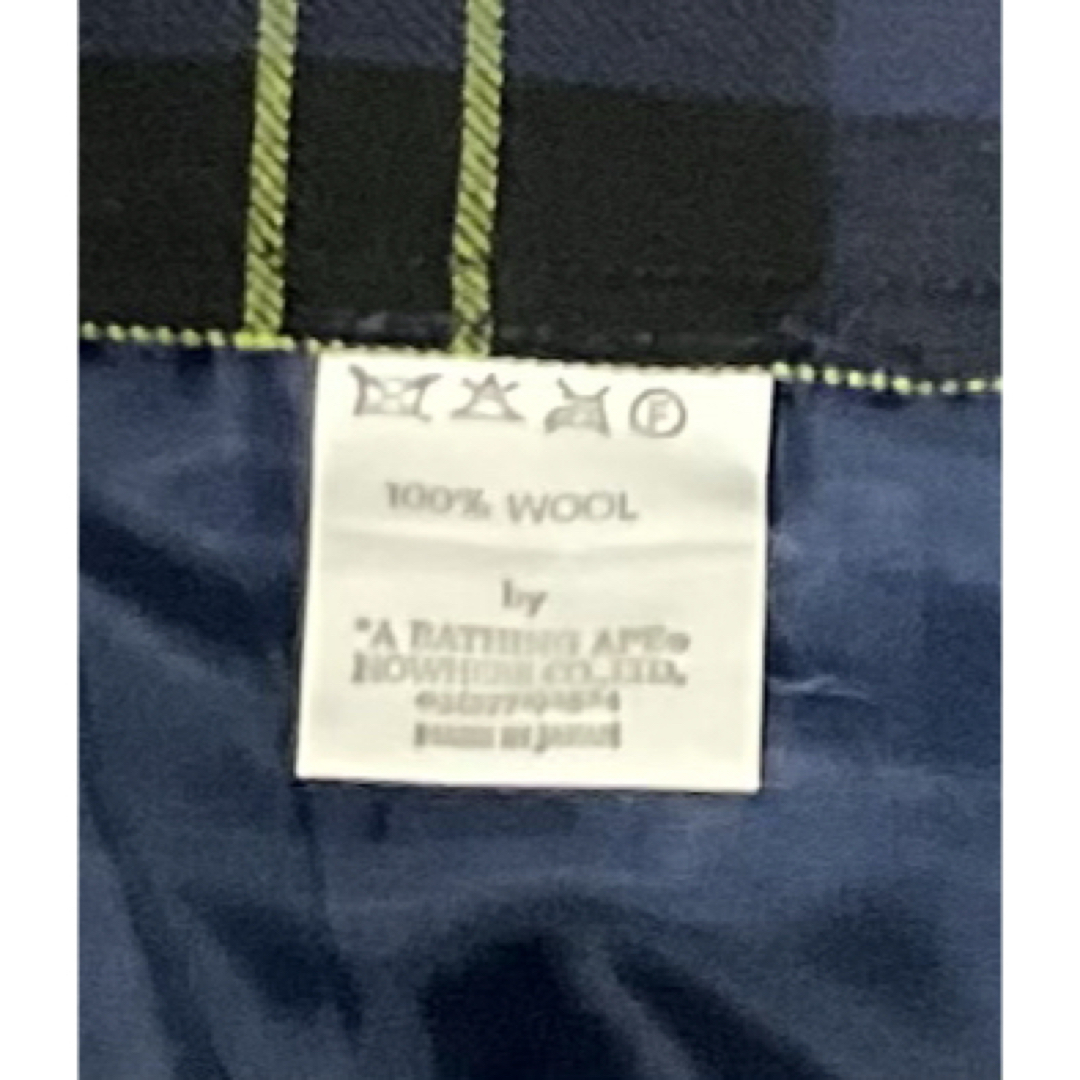 F
100% WOOL
by
"A BATHING APE®
NOWHERE CO.,LTD.
MADE IN JAPAN